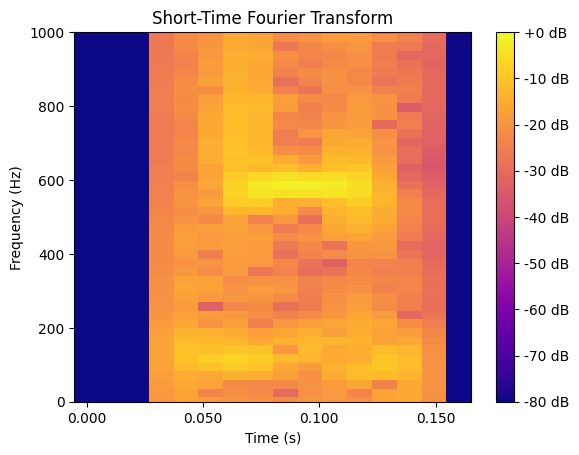 Short-Time Fourier Transform
1000
800
600
400
200
0
Frequency (Hz)
0.000
0.050
0.100
0.150
Time (s)
+0 dB
-10 dB
-20 dB
-30 dB
-40 dB
-50 dB
-60 dB
-70 dB
-80 dB